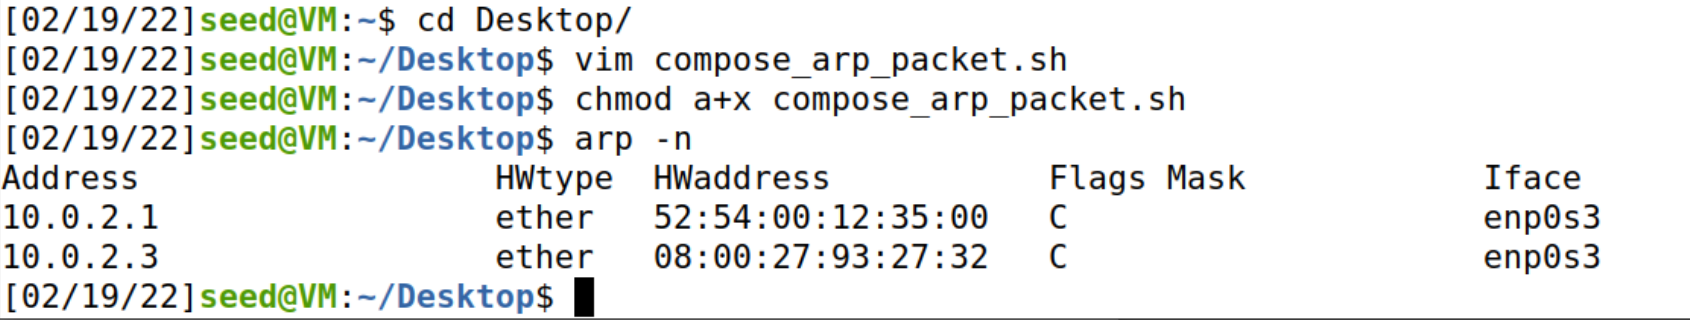 [02/19/22]seed@VM:~$ cd Desktop/
[02/19/22]seed@VM:~/Desktop$ vim compose_arp_packet.sh
[02/19/22]seed@VM:~/Desktop$ chmod a+x compose_arp_packet.sh
[02/19/22]seed@VM:~/Desktop$ arp -n
Address                  HWtype  HWaddress           Flags Mask            Iface
10.0.2.1                 ether   52:54:00:12:35:00   C                     enp0s3
10.0.2.3                 ether   08:00:27:93:27:32   C                     enp0s3
[02/19/22]seed@VM:~/Desktop$